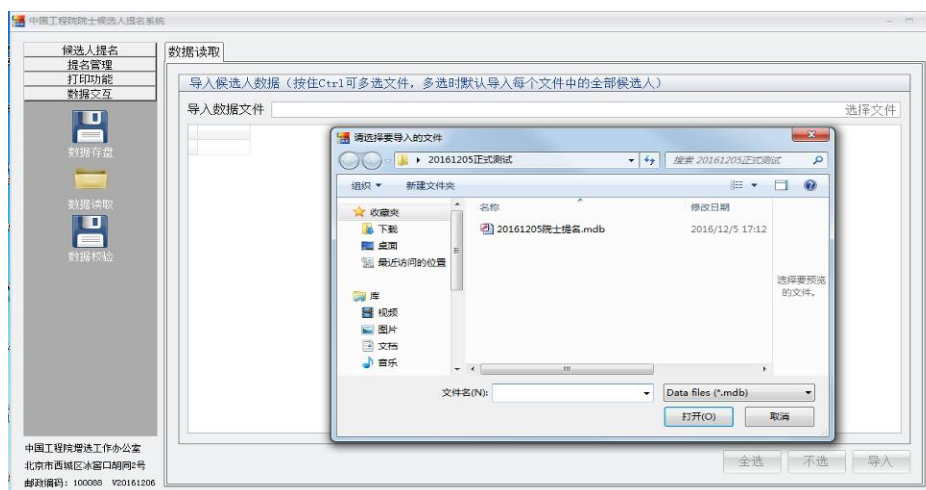 中国工程院院士候选人提名系统
候选人提名
提名管理
打印功能
数据交互
数据存盘
数据读取
数据校验
中国工程院增选工作办公室
北京市西城区冰窖口胡同2号
邮政编码：100088 V20161206
数据读取
导入候选人数据（按住Ctrl可多选文件，多选时默认导入每个文件中的全部候选人）
导入数据文件 选择文件
请选择要导入的文件
20161205正式测试 搜索 20161205正式测试
组织 新建文件夹
收藏夹
下载
桌面
最近访问的位置
库
视频
图片
文档
音乐
名称 修改日期
20161205院士提名.mdb 2016/12/5 17:12
选择要预览
的文件。
文件名(N): Data files (*.mdb)
打开(O) 取消
全选 不选 导入